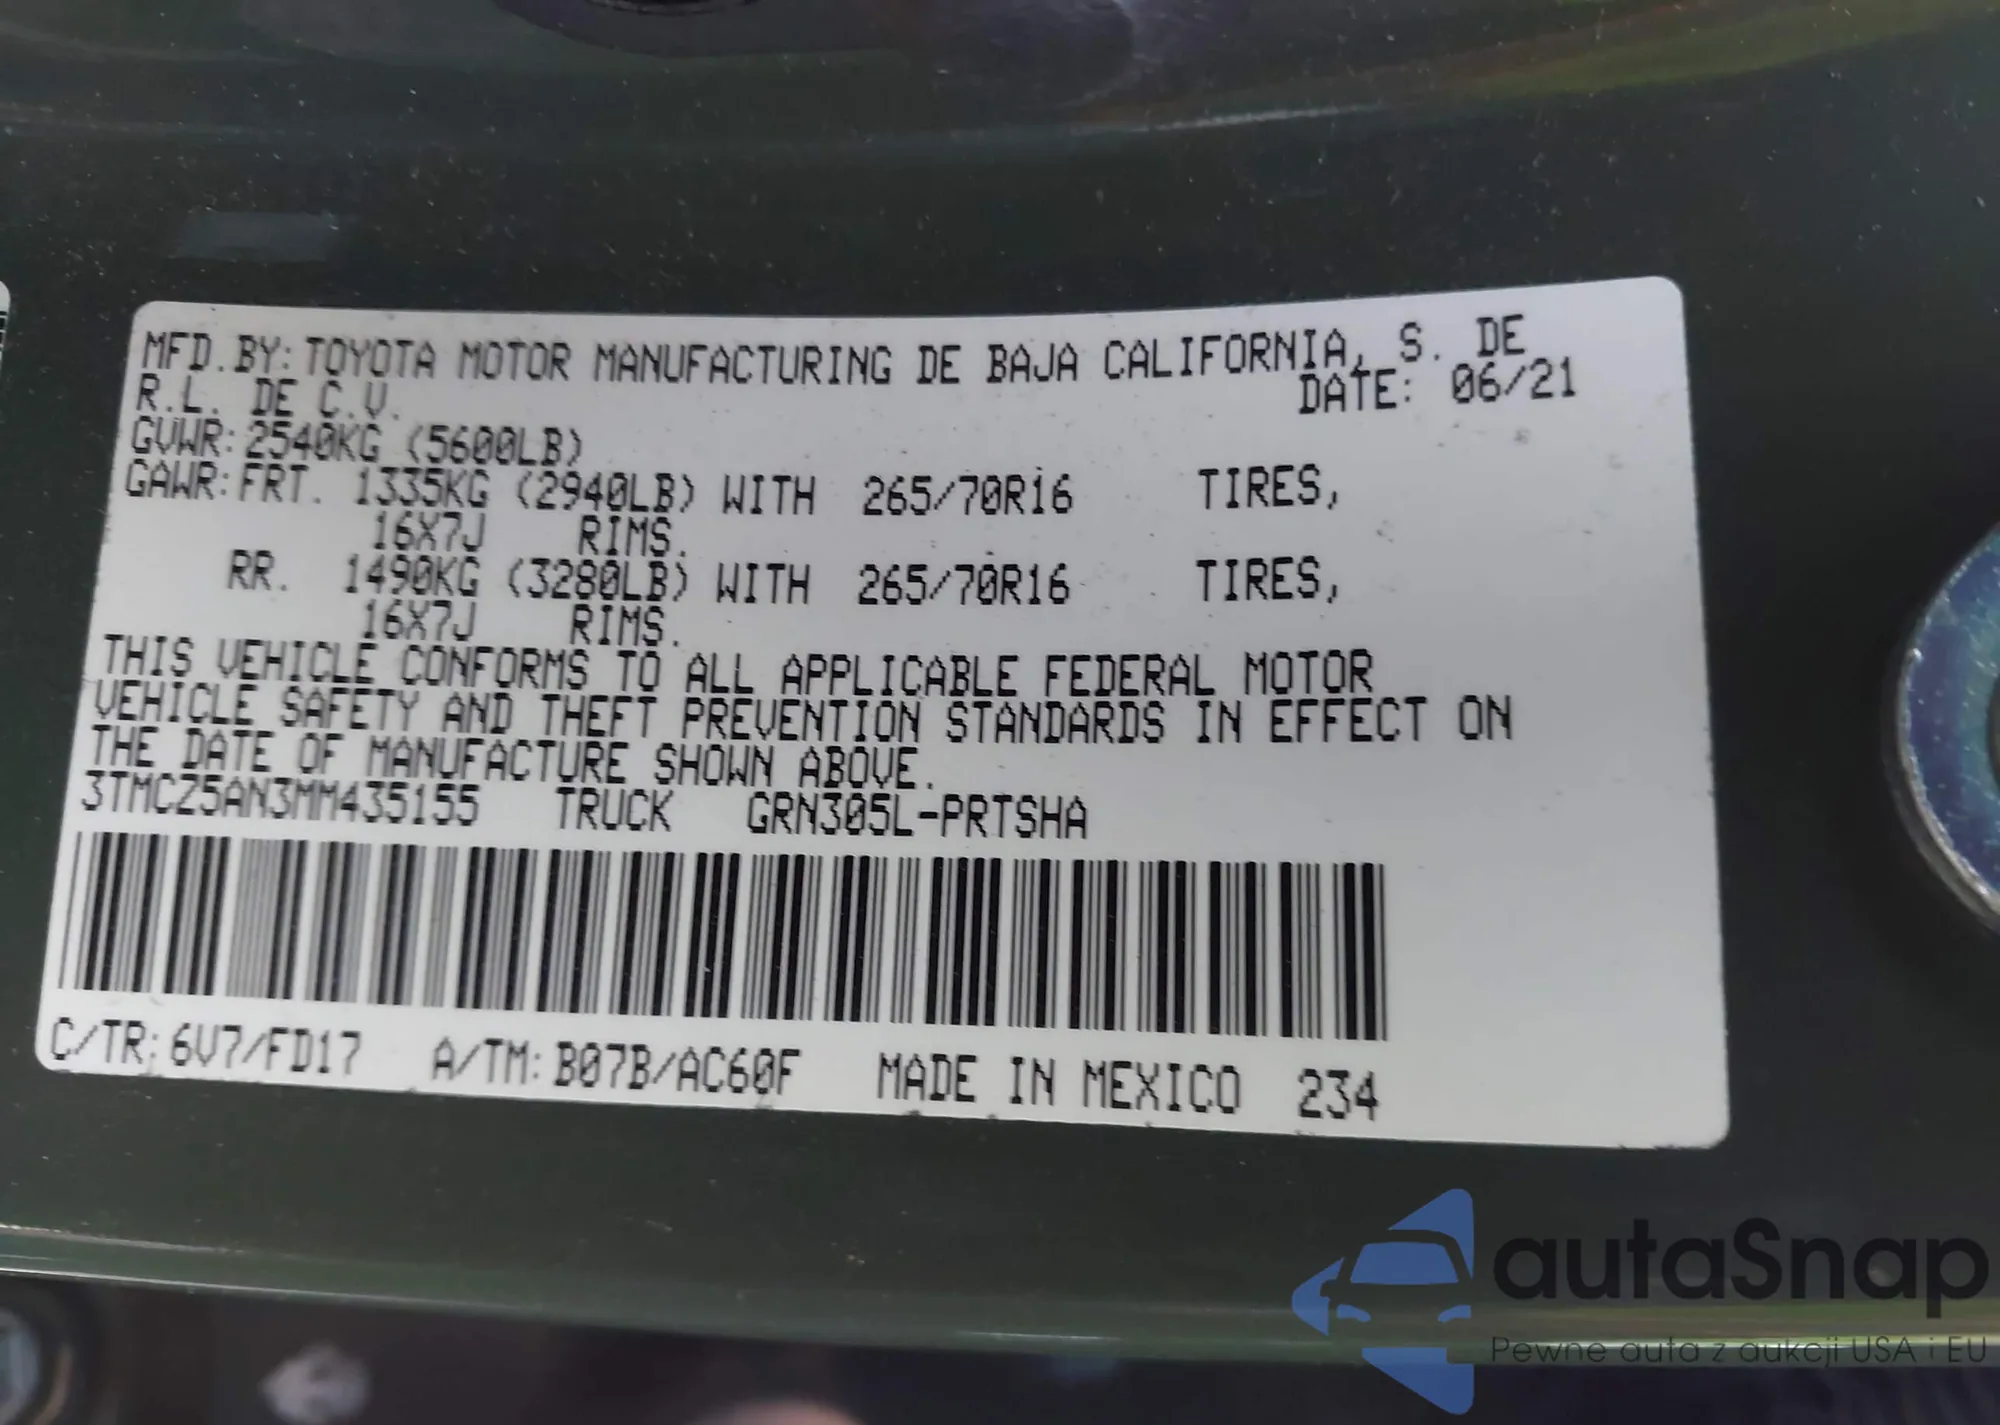 MFD.BY: TOYOTA MOTOR MANUFACTURING DE BAJA CALIFORNIA, S. DE
R.L. DE C.V. DATE: 06/21
GVWR: 2540KG (5600LB)
GAWR: FRT. 1335KG (2940LB) WITH 265/70R16 TIRES,
16X7J RIMS.
RR. 1490KG (3280LB) WITH 265/70R16 TIRES,
16X7J RIMS.
THIS VEHICLE CONFORMS TO ALL APPLICABLE FEDERAL MOTOR
VEHICLE SAFETY AND THEFT PREVENTION STANDARDS IN EFFECT ON
THE DATE OF MANUFACTURE SHOWN ABOVE.
3TMCZ5AN3MM435155 TRUCK GRN305L-PRTSHA
C/TR: 6V7/FD17 A/TM: B07B/AC60F MADE IN MEXICO 234
autaSnap
Pewne auta z aukcji USA i EU